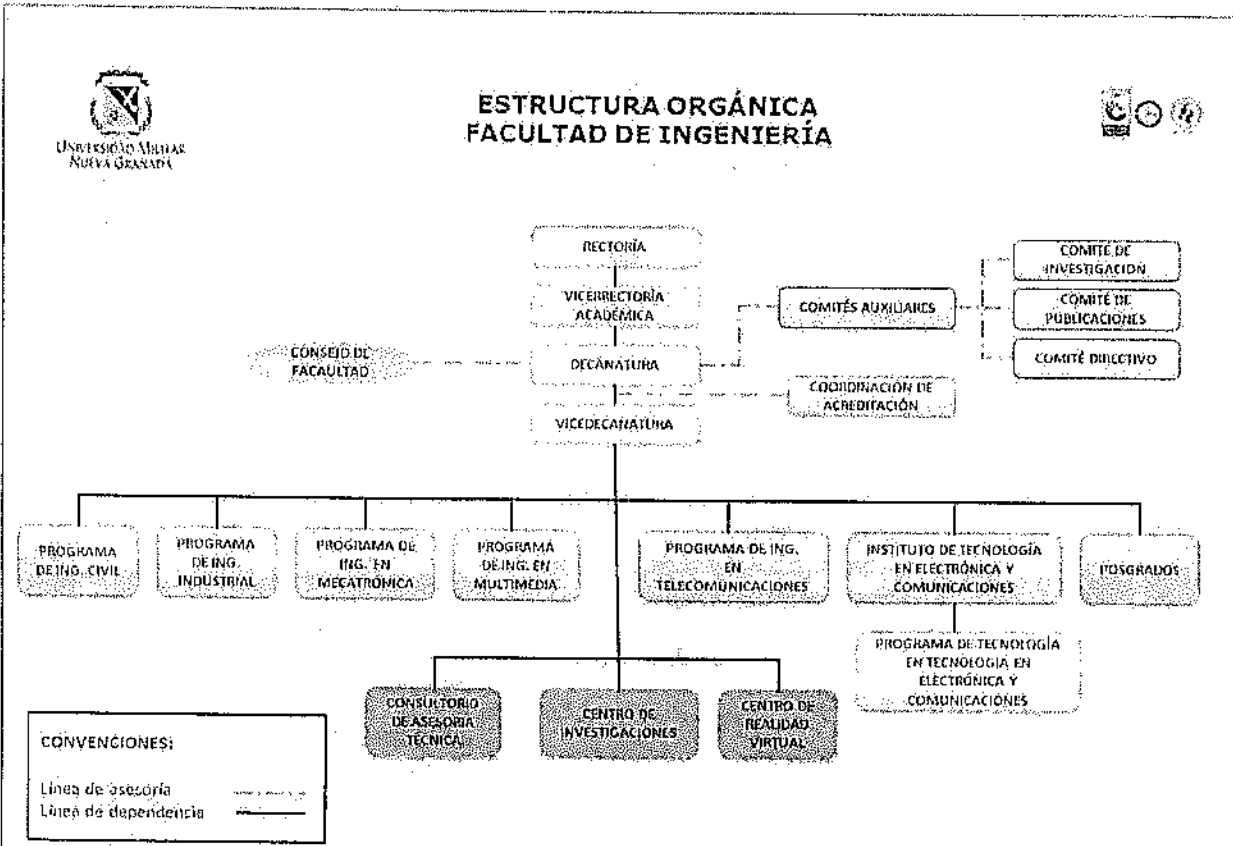 UNIVERSIDAD MILITAR
NUEVA GRANADA
ESTRUCTURA ORGÁNICA
FACULTAD DE INGENIERÍA
RECTORÍA
VICERRECTORÍA
ACADÉMICA
CONSEJO DE
FACAULTAD
DECANATURA
COMITÉS AUXILIARES
COMITÉ DE
INVESTIGACIÓN
COMITÉ DE
PUBLICACIONES
COMITÉ DIRECTIVO
COORDINACIÓN DE
ACREDITACIÓN
VICEDECANATURA
PROGRAMA
DE ING. CIVIL
PROGRAMA
DE ING.
INDUSTRIAL
PROGRAMA DE
ING. EN
MECATRÓNICA
PROGRAMA
DE ING. EN
MULTIMEDIA
PROGRAMA DE ING.
EN
TELECOMUNICACIONES
INSTITUTO DE TECNOLOGÍA
EN ELECTRÓNICA Y
COMUNICACIONES
POSGRADOS
PROGRAMA DE TECNOLOGÍA
EN TECNOLOGÍA EN
ELECTRÓNICA Y
COMUNICACIONES
CONSULTORIO
DE ASESORIA
TÉCNICA
CENTRO DE
INVESTIGACIONES
CENTRO DE
REALIDAD
VIRTUAL
CONVENCIONES:
Línea de asesoría
Línea de dependencia